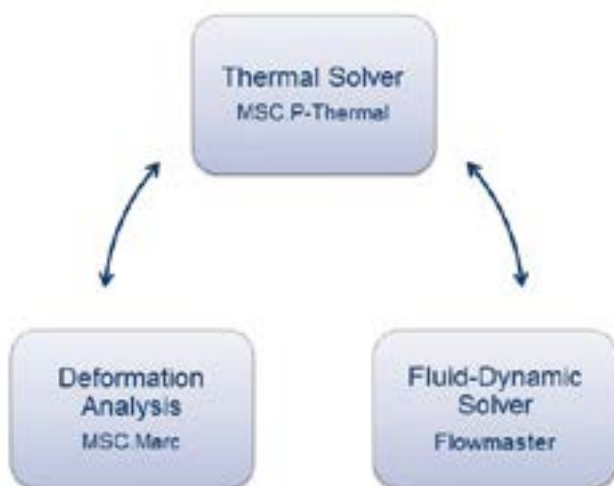 Thermal Solver
MSC P-Thermal
Deformation
Analysis
MSC.Marc
Fluid-Dynamic
Solver
Flowmaster